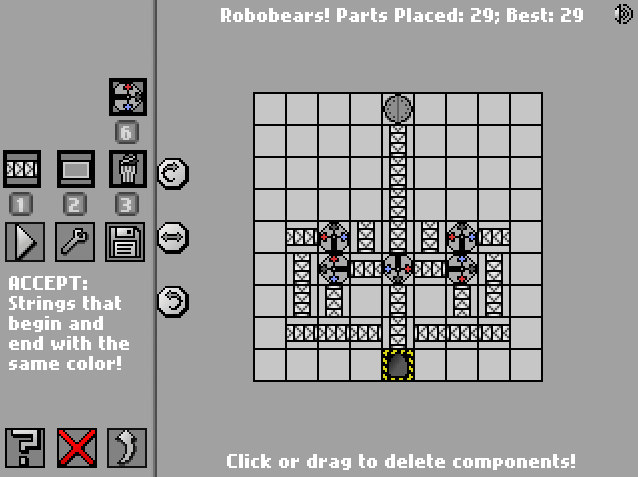 Robobears! Parts Placed: 29; Best: 29
6
1
2
3
ACCEPT:
Strings that
begin and
end with the
same color!
?
Click or drag to delete components!